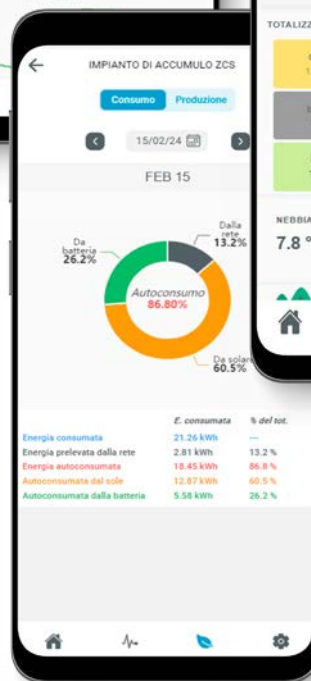 IMPIANTO DI ACCUMULO ZCS
Consumo Produzione
15/02/24
FEB 15
Da
batteria
26.2%
Dalla
rete
13.2%
Autoconsumo
86.80%
Da solare
60.5%
E. consumata % del tot.
Energia consumata 21.26 kWh —
Energia prelevata dalla rete 2.81 kWh 13.2 %
Energia autoconsumata 18.45 kWh 86.8 %
Autoconsumata dal sole 12.87 kWh 60.5 %
Autoconsumata dalla batteria 5.58 kWh 26.2 %
TOTALIZZ
NEBBIA
7.8 °